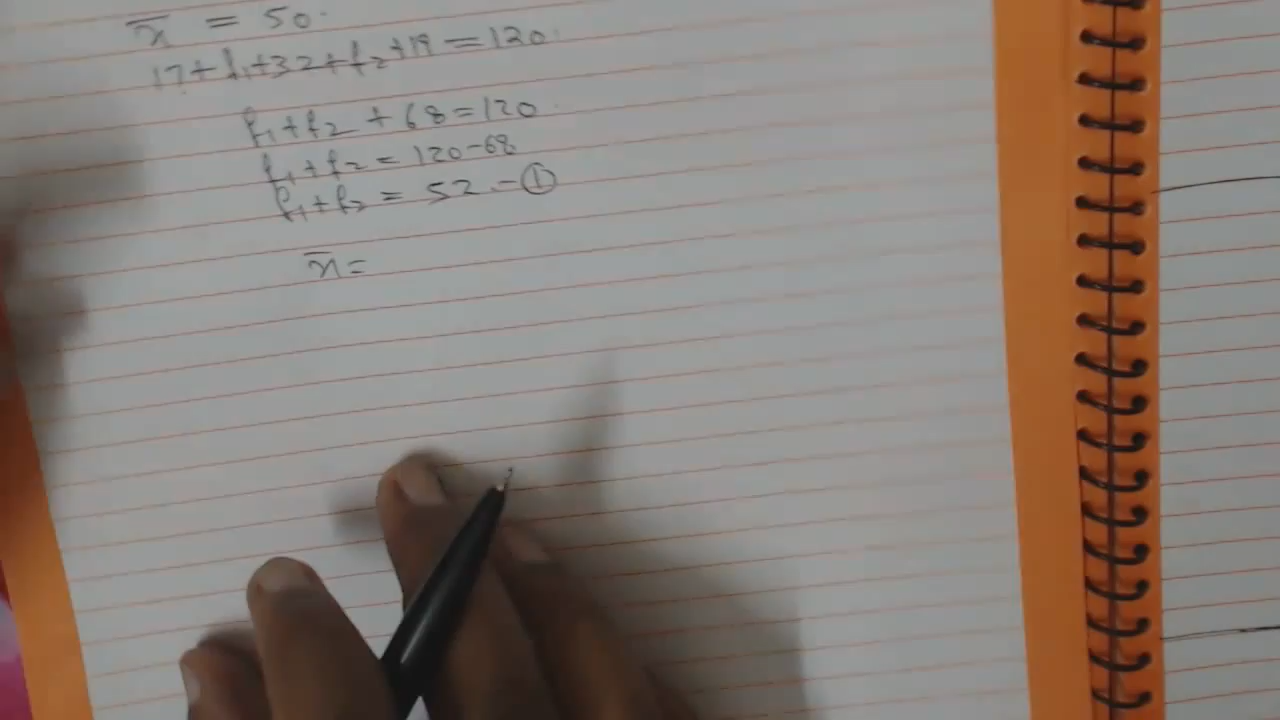 x̄ = 50.
17+f₁+32+f₂+19=120.
f₁+f₂+68=120.
f₁+f₂=120-68
f₁+f₂=52.-①
x̄=